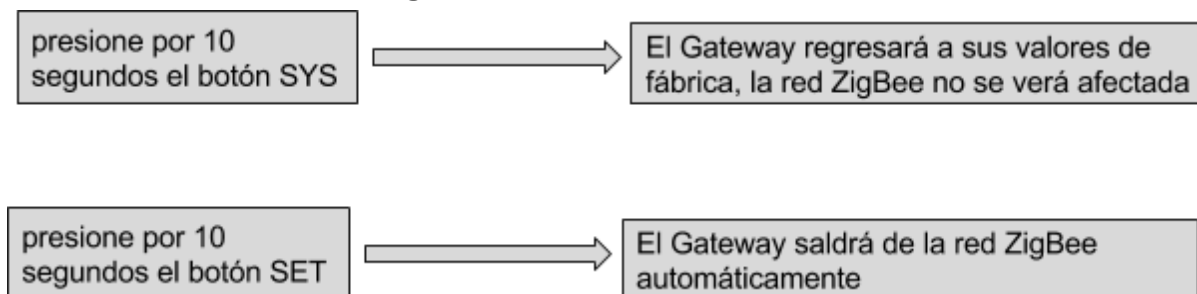 presione por 10
segundos el botón SYS
El Gateway regresará a sus valores de
fábrica, la red ZigBee no se verá afectada
presione por 10
segundos el botón SET
El Gateway saldrá de la red ZigBee
automáticamente